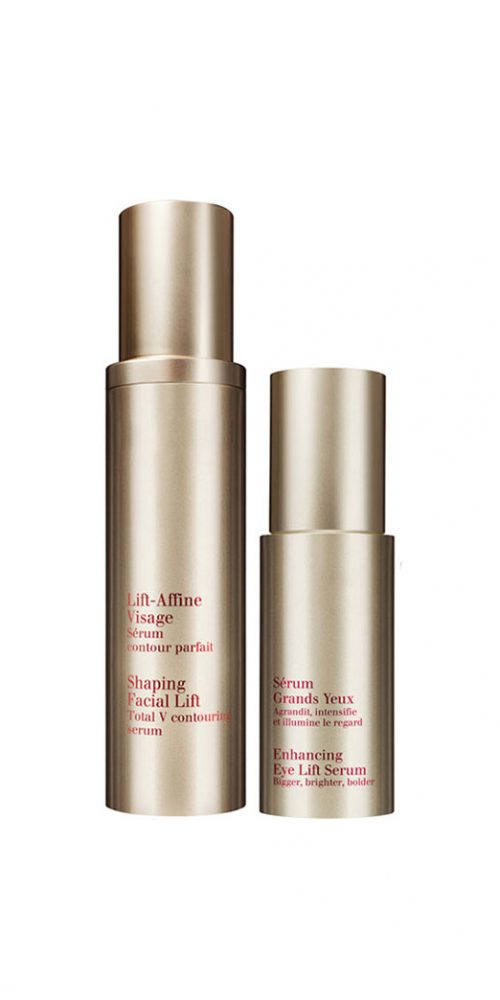 Lift-Affine
Visage
Sérum
contour parfait
Shaping
Facial Lift
Total V contouring
serum
Sérum
Grands Yeux
Agrandit, intensifie
et illumine le regard
Enhancing
Eye Lift Serum
Bigger, brighter, bolder